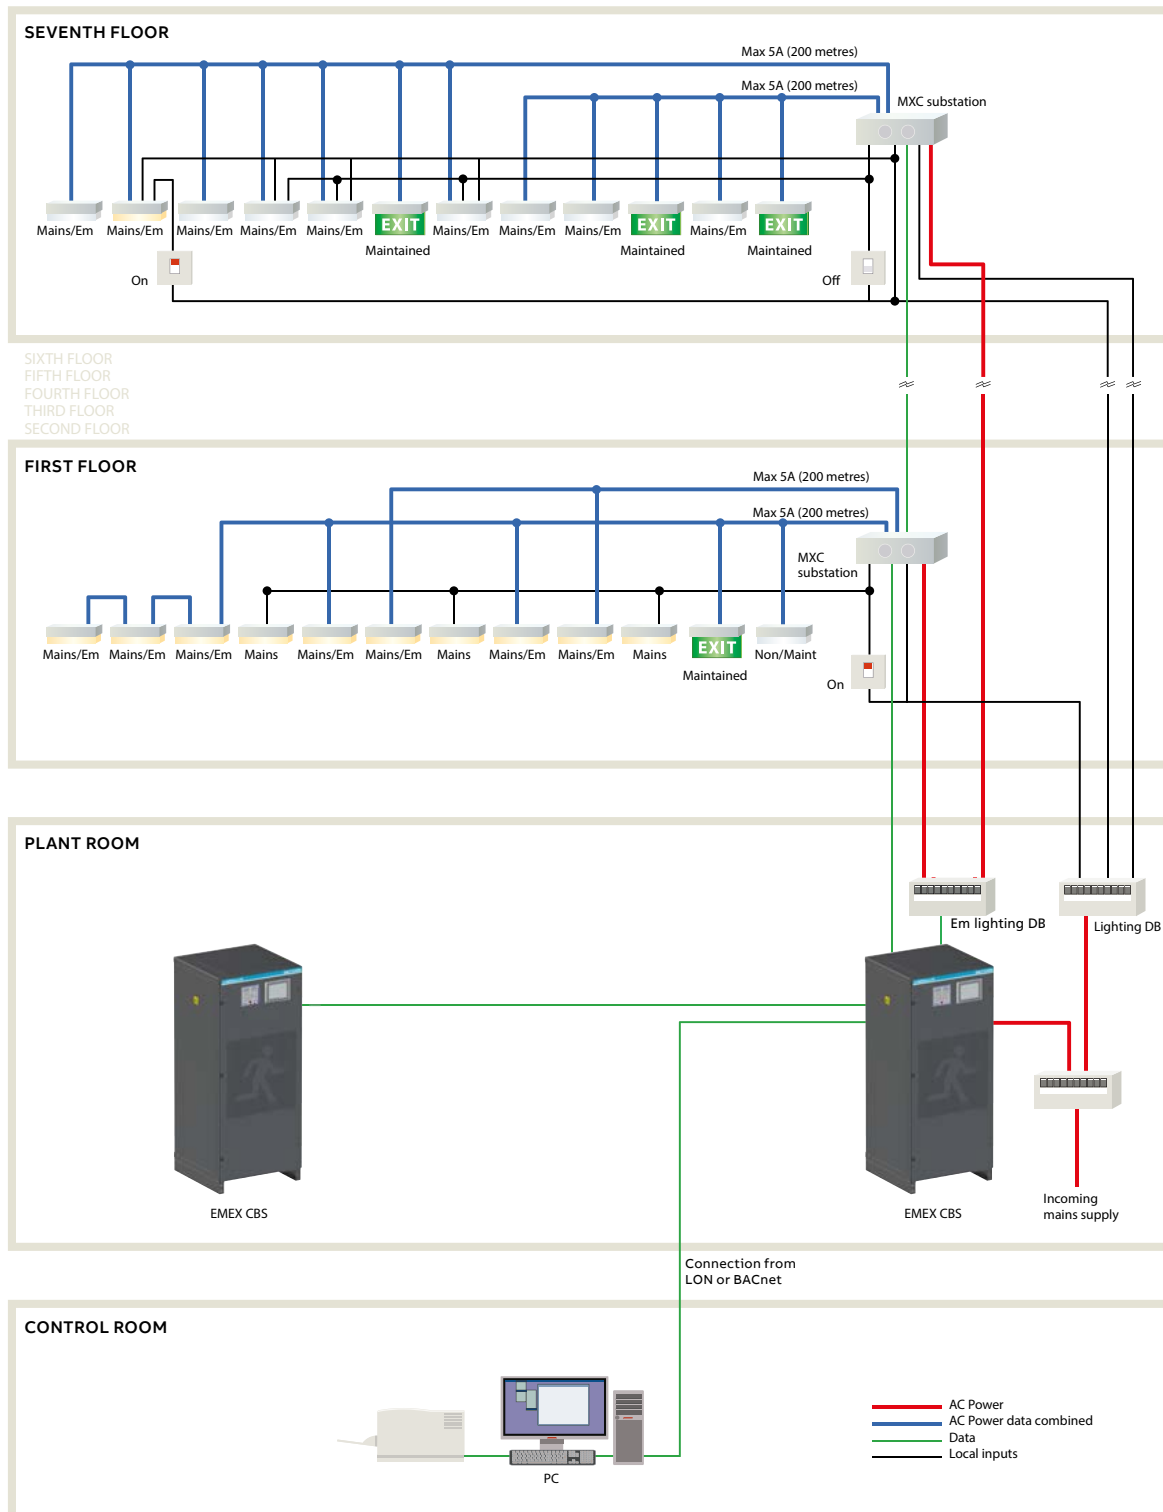 SEVENTH FLOOR
Max 5A (200 metres)
Max 5A (200 metres)
MXC substation
Mains/Em
Mains/Em
Mains/Em
Mains/Em
Mains/Em
EXIT
Maintained
Mains/Em
Mains/Em
Mains/Em
EXIT
Maintained
Mains/Em
EXIT
Maintained
On
Off
SIXTH FLOOR
FIFTH FLOOR
FOURTH FLOOR
THIRD FLOOR
SECOND FLOOR
FIRST FLOOR
Max 5A (200 metres)
Max 5A (200 metres)
MXC
substation
Mains/Em
Mains/Em
Mains/Em
Mains
Mains/Em
Mains/Em
Mains
Mains/Em
Mains/Em
Mains
EXIT
Maintained
Non/Maint
On
PLANT ROOM
Em lighting DB
Lighting DB
EMEX CBS
EMEX CBS
Incoming
mains supply
Connection from
LON or BACnet
CONTROL ROOM
PC
AC Power
AC Power data combined
Data
Local inputs